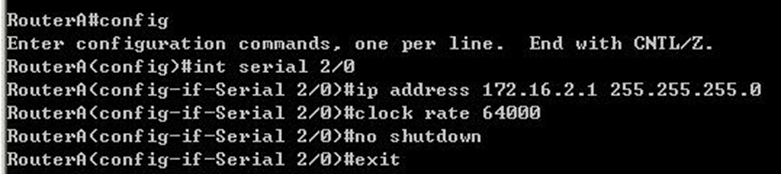 RouterA#config
Enter configuration commands, one per line.  End with CNTL/Z.
RouterA(config)#int serial 2/0
RouterA(config-if-Serial 2/0)#ip address 172.16.2.1 255.255.255.0
RouterA(config-if-Serial 2/0)#clock rate 64000
RouterA(config-if-Serial 2/0)#no shutdown
RouterA(config-if-Serial 2/0)#exit